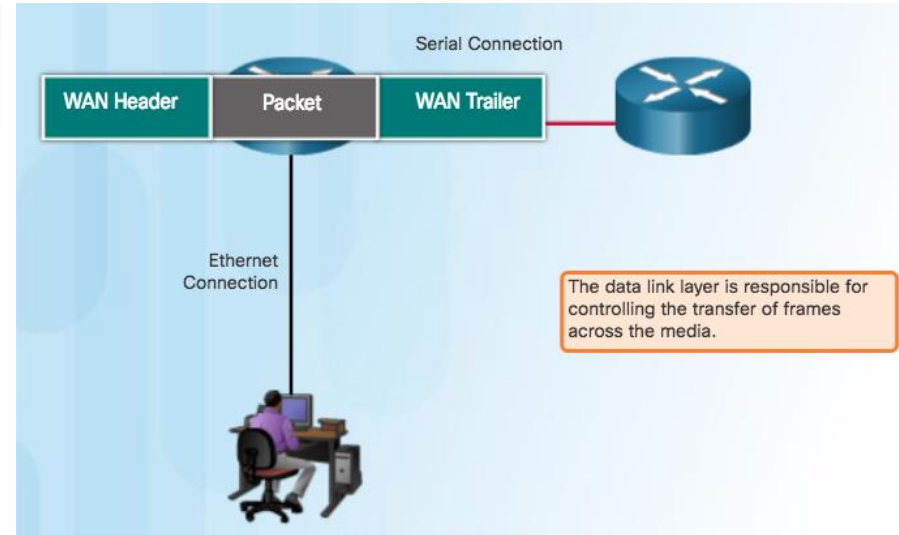 Serial Connection
WAN Header Packet WAN Trailer
Ethernet
Connection
The data link layer is responsible for
controlling the transfer of frames
across the media.